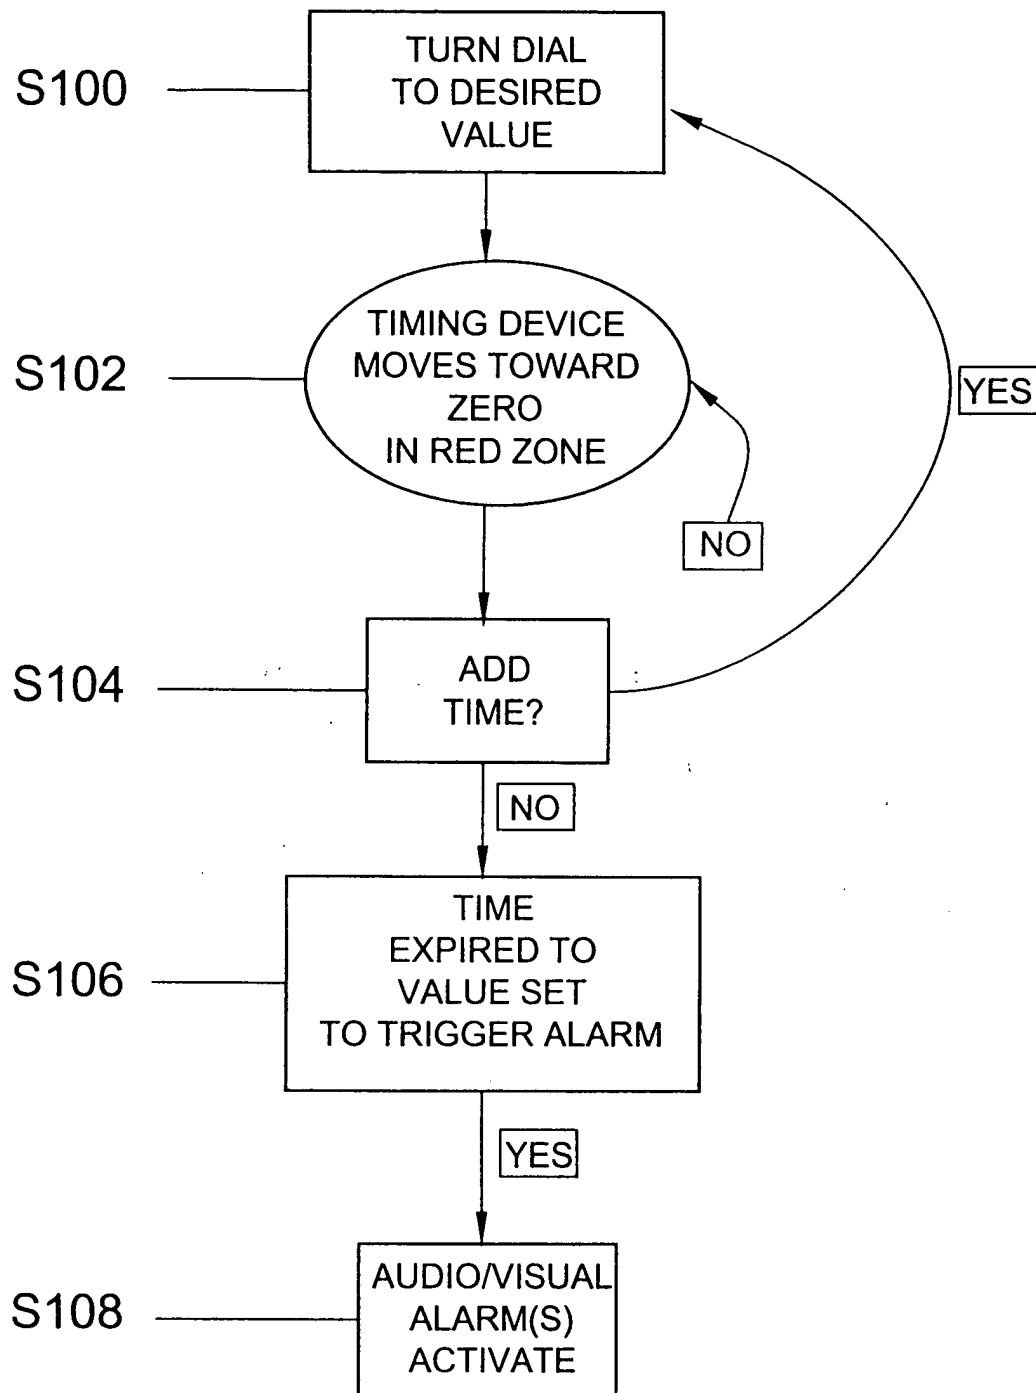 S100
TURN DIAL
TO DESIRED
VALUE
S102
TIMING DEVICE
MOVES TOWARD
ZERO
IN RED ZONE
YES
NO
S104
ADD
TIME?
NO
S106
TIME
EXPIRED TO
VALUE SET
TO TRIGGER ALARM
YES
S108
AUDIO/VISUAL
ALARM(S)
ACTIVATE